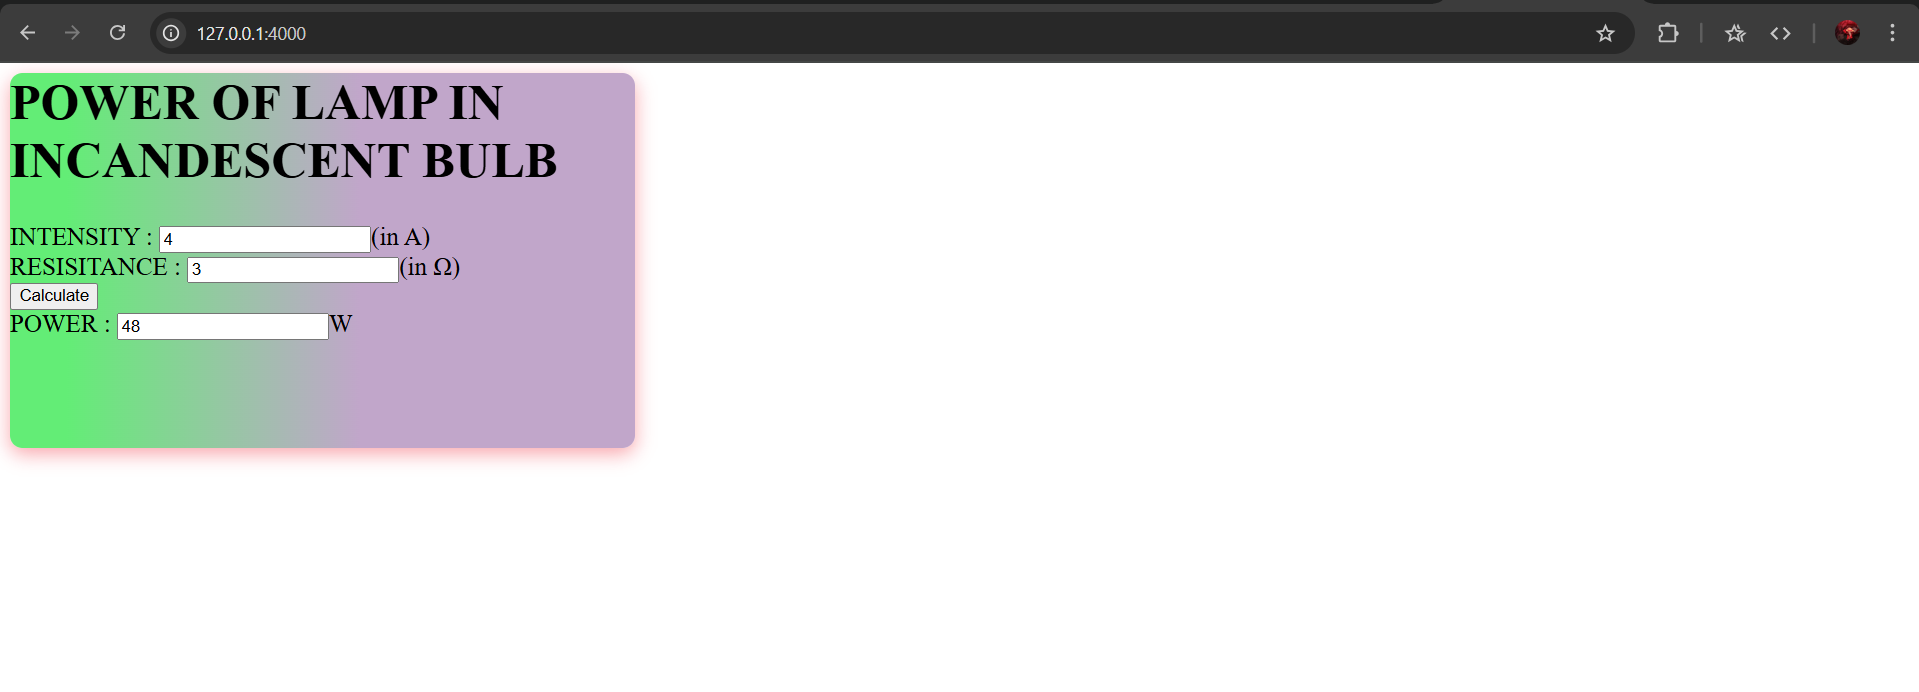 127.0.0.1:4000
POWER OF LAMP IN
INCANDESCENT BULB
INTENSITY : 4 (in A)
RESISITANCE : 3 (in Ω)
Calculate
POWER : 48 W